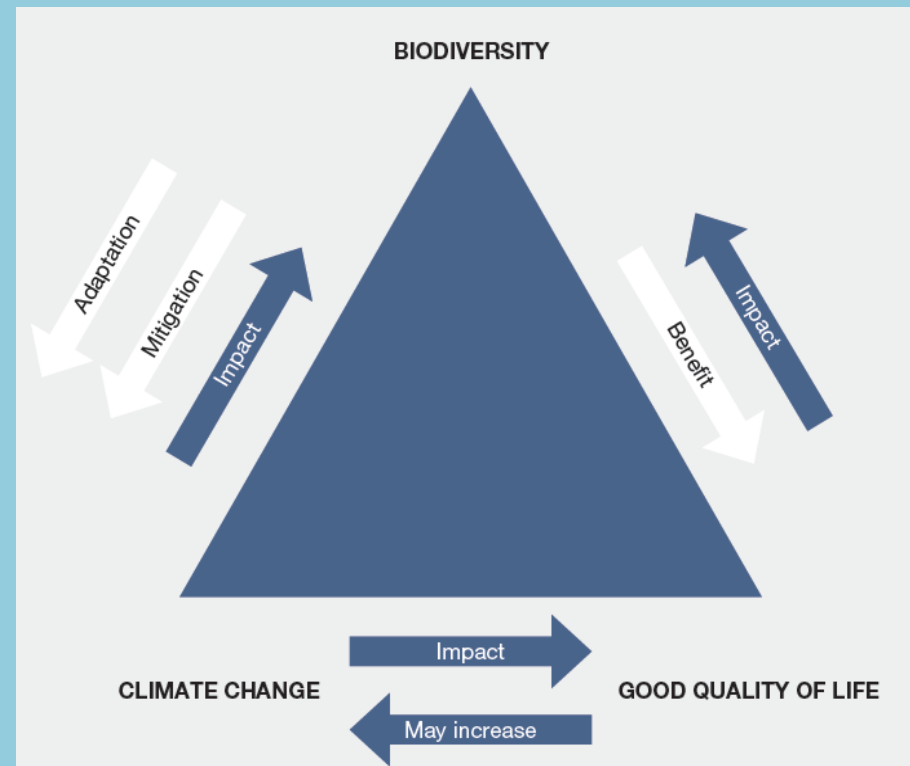 BIODIVERSITY
Adaptation
Mitigation
Impact
Benefit
Impact
Impact
CLIMATE CHANGE
GOOD QUALITY OF LIFE
May increase